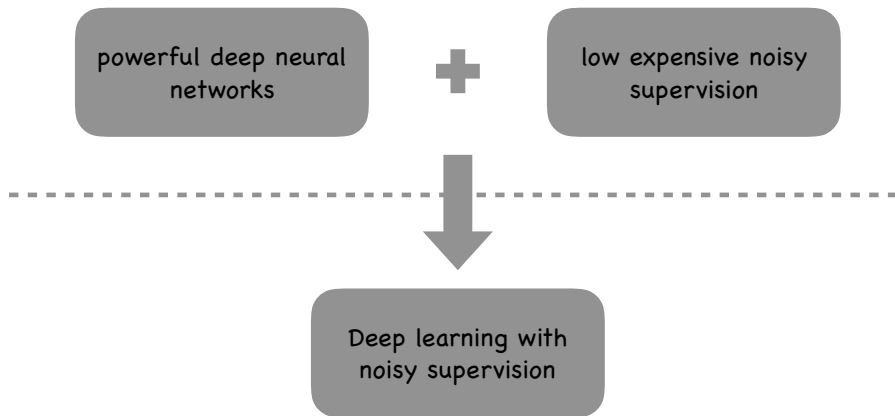 powerful deep neural
networks
low expensive noisy
supervision
Deep learning with
noisy supervision